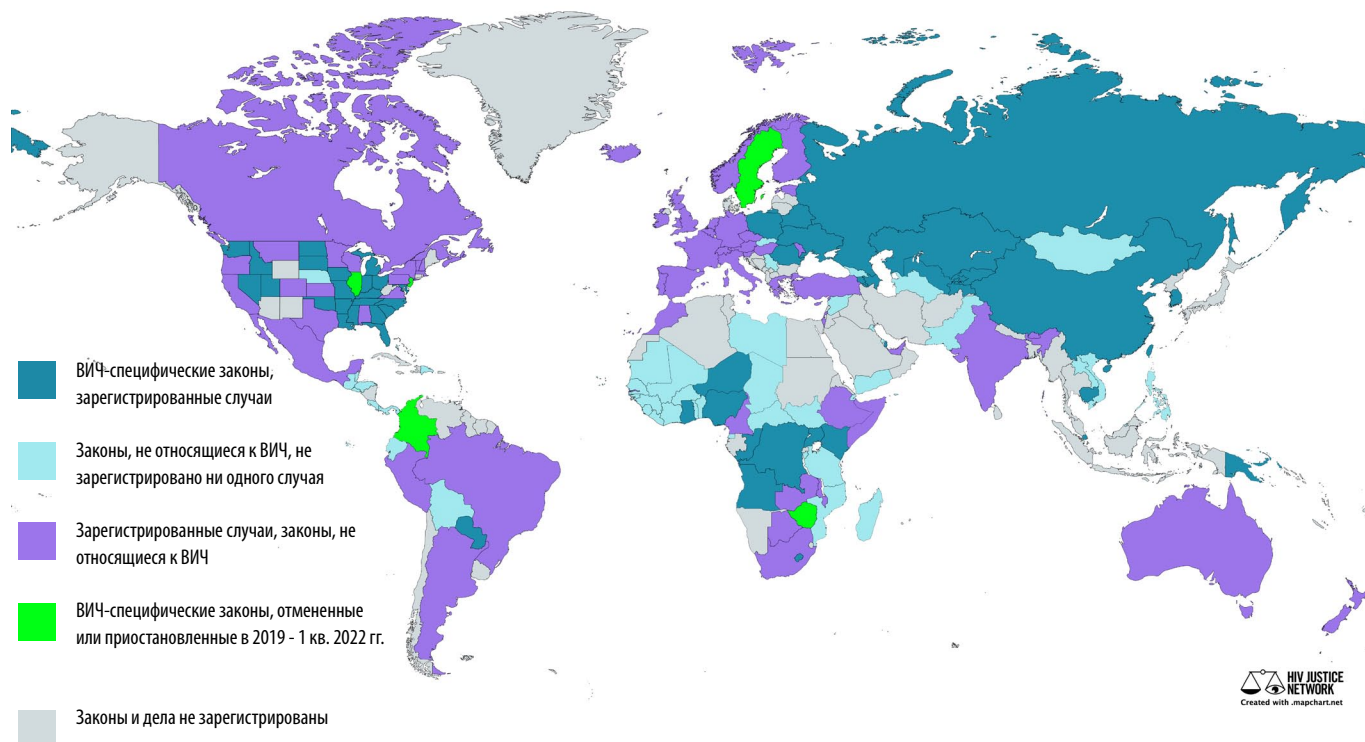 ВИЧ-специфические законы,
зарегистрированные случаи
Законы, не относящиеся к ВИЧ, не
зарегистрировано ни одного случая
Зарегистрированные случаи, законы, не
относящиеся к ВИЧ
ВИЧ-специфические законы, отмененные
или приостановленные в 2019 - 1 кв. 2022 гг.
Законы и дела не зарегистрированы
HIV JUSTICE
NETWORK
Created with .mapchart.net